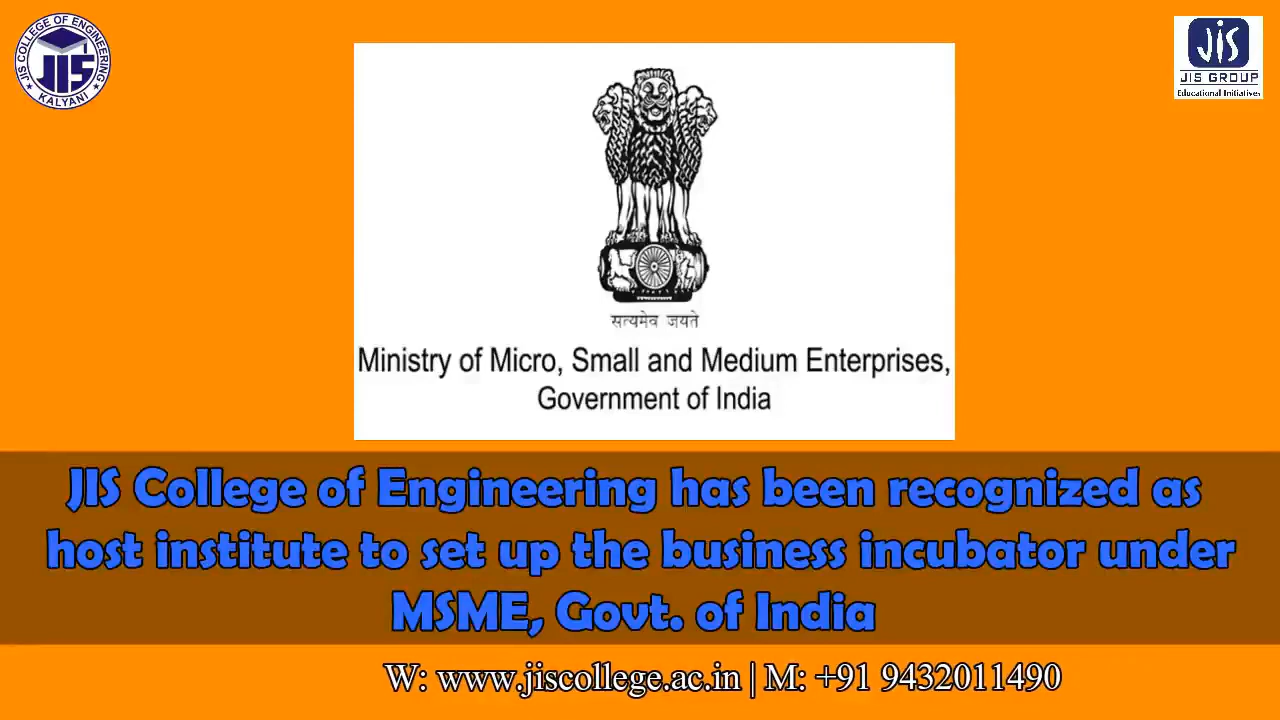 JIS COLLEGE OF ENGINEERING
JIS
★ KALYANI ★
JiS
JIS GROUP
Educational Initiatives
सत्यमेव जयते
Ministry of Micro, Small and Medium Enterprises,
Government of India
JIS College of Engineering has been recognized as
host institute to set up the business incubator under
MSME, Govt. of India
W: www.jiscollege.ac.in | M: +91 9432011490